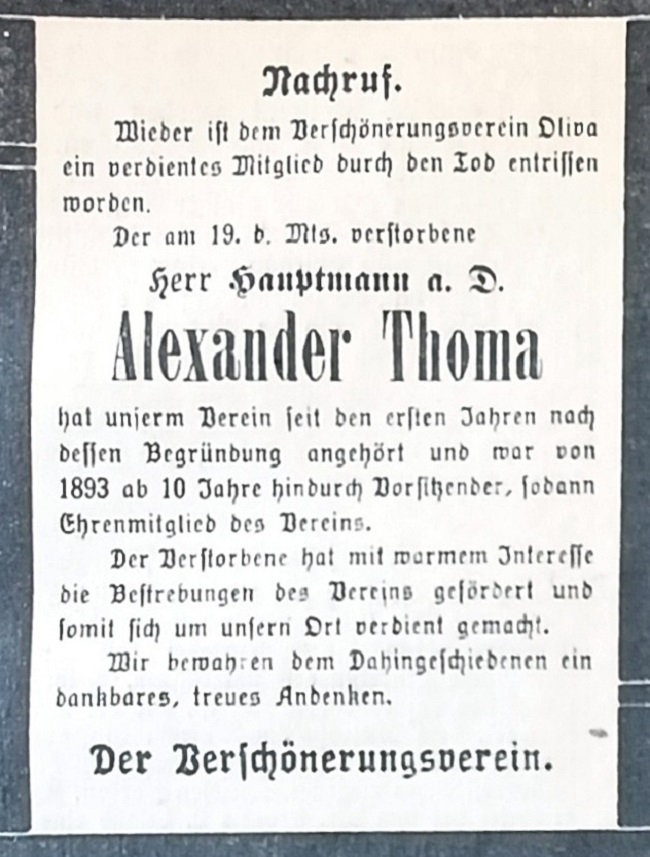 Nachruf.
Wieder ist dem Verschönerungsverein Oliva
ein verdientes Mitglied durch den Tod entrissen
worden.
Der am 19. d. Mts. verstorbene
Herr Hauptmann a. D.
Alexander Thoma
hat unserm Verein seit den ersten Jahren nach
dessen Begründung angehört und war von
1893 ab 10 Jahre hindurch Vorsitzender, sodann
Ehrenmitglied des Vereins.
Der Verstorbene hat mit warmem Interesse
die Bestrebungen des Vereins gefördert und
somit sich um unsern Ort verdient gemacht.
Wir bewahren dem Dahingeschiedenen ein
dankbares, treues Andenken.
Der Verschönerungsverein.